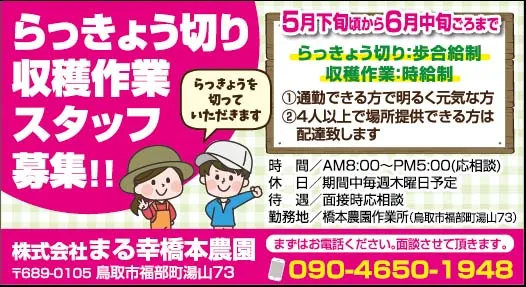 らっきょう切り
収穫作業
スタッフ
募集!!
らっきょうを
切って
いただきます
株式会社まる幸橋本農園
〒689-0105 鳥取市福部町湯山73
5月下旬頃から6月中旬ごろまで
らっきょう切り:歩合給制
収穫作業:時給制
①通勤できる方で明るく元気な方
②4人以上で場所提供できる方は
配達致します
時 間/AM8:00〜PM5:00(応相談)
休 日/期間中毎週木曜日予定
待 遇/面接時応相談
勤務地/橋本農園作業所(鳥取市福部町湯山73)
まずはお電話ください。面談させて頂きます。
090-4650-1948